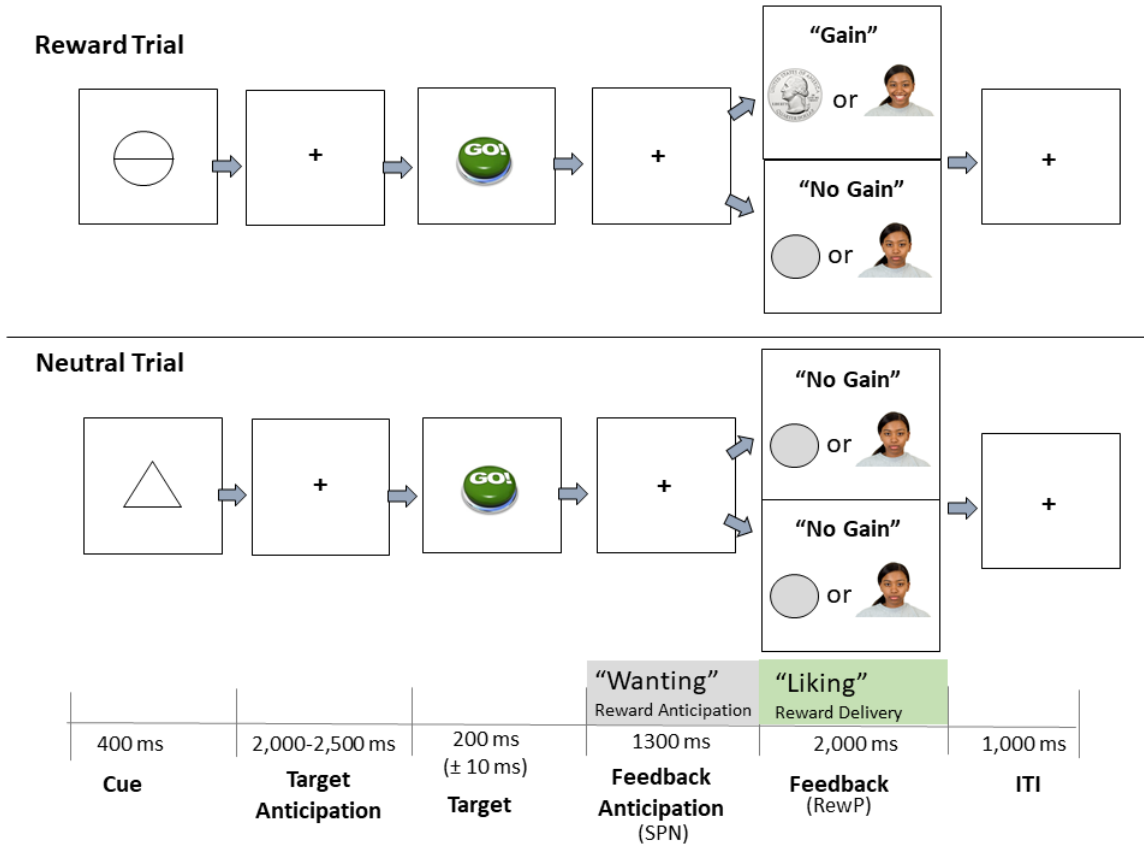 Reward Trial
+
GO!
+
"Gain"
or
"No Gain"
or
+
Neutral Trial
+
GO!
+
"No Gain"
or
"No Gain"
or
+
"Wanting"
Reward Anticipation
"Liking"
Reward Delivery
400 ms
Cue
2,000-2,500 ms
Target
Anticipation
200 ms
(± 10 ms)
Target
1300 ms
Feedback
Anticipation
(SPN)
2,000 ms
Feedback
(RewP)
1,000 ms
ITI